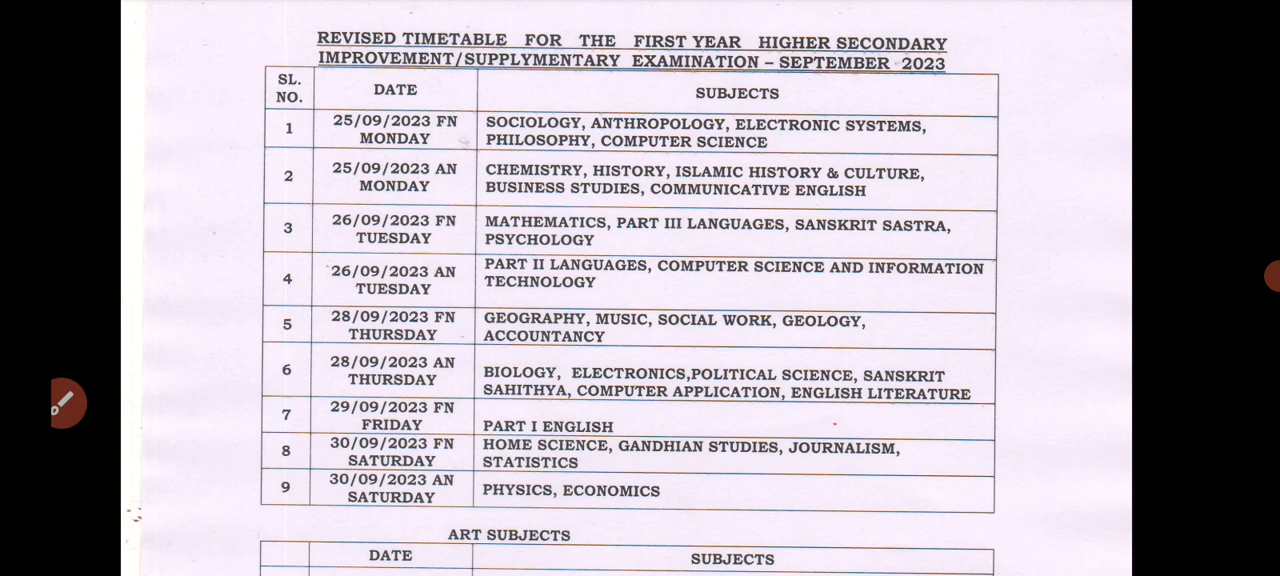 REVISED TIMETABLE FOR THE FIRST YEAR HIGHER SECONDARY
IMPROVEMENT/SUPPLYMENTARY EXAMINATION – SEPTEMBER 2023
SL. NO. DATE SUBJECTS
1 25/09/2023 FN MONDAY SOCIOLOGY, ANTHROPOLOGY, ELECTRONIC SYSTEMS,
PHILOSOPHY, COMPUTER SCIENCE
2 25/09/2023 AN MONDAY CHEMISTRY, HISTORY, ISLAMIC HISTORY & CULTURE,
BUSINESS STUDIES, COMMUNICATIVE ENGLISH
3 26/09/2023 FN TUESDAY MATHEMATICS, PART III LANGUAGES, SANSKRIT SASTRA,
PSYCHOLOGY
4 26/09/2023 AN TUESDAY PART II LANGUAGES, COMPUTER SCIENCE AND INFORMATION
TECHNOLOGY
5 28/09/2023 FN THURSDAY GEOGRAPHY, MUSIC, SOCIAL WORK, GEOLOGY,
ACCOUNTANCY
6 28/09/2023 AN THURSDAY BIOLOGY, ELECTRONICS,POLITICAL SCIENCE, SANSKRIT
SAHITHYA, COMPUTER APPLICATION, ENGLISH LITERATURE
7 29/09/2023 FN FRIDAY PART I ENGLISH
8 30/09/2023 FN SATURDAY HOME SCIENCE, GANDHIAN STUDIES, JOURNALISM,
STATISTICS
9 30/09/2023 AN SATURDAY PHYSICS, ECONOMICS
ART SUBJECTS
DATE SUBJECTS